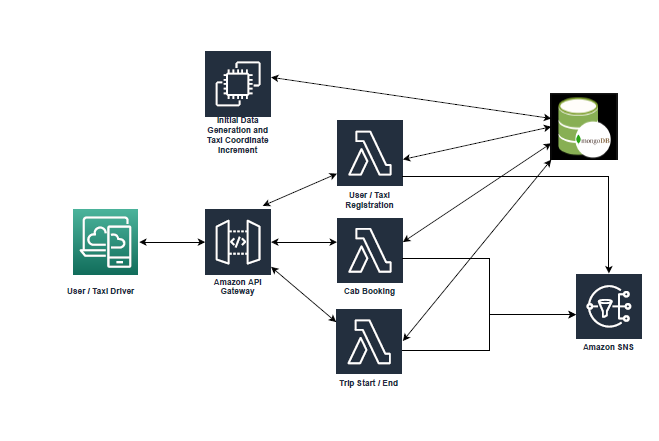 Initial Data
Generation and
Taxi Coordinate
Increment
mongoDB
User / Taxi
Registration
User / Taxi Driver
Amazon API
Gateway
Cab Booking
Amazon SNS
Trip Start / End